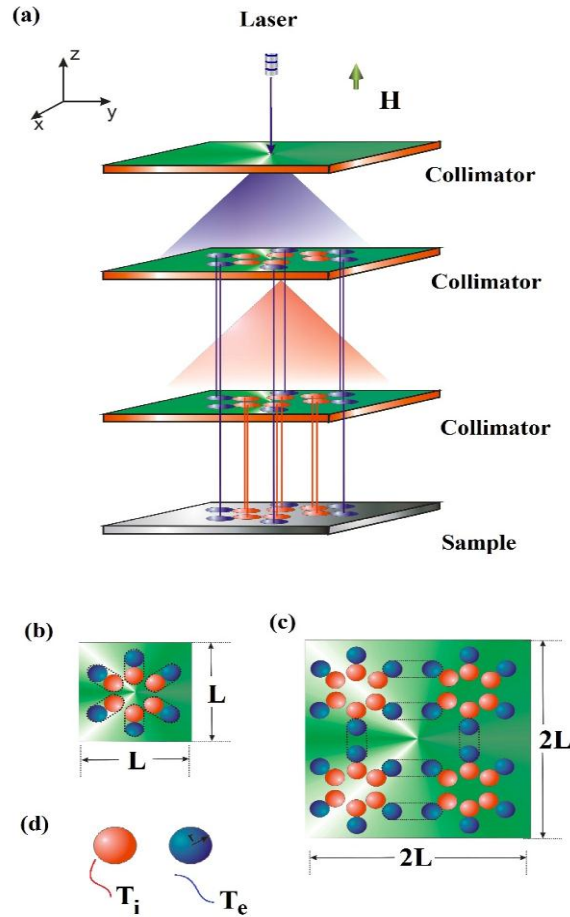 (a)
Laser
z
y
x
H
Collimator
Collimator
Collimator
Sample
(b)
L
L
(c)
2L
2L
(d)
r
Ti
Te